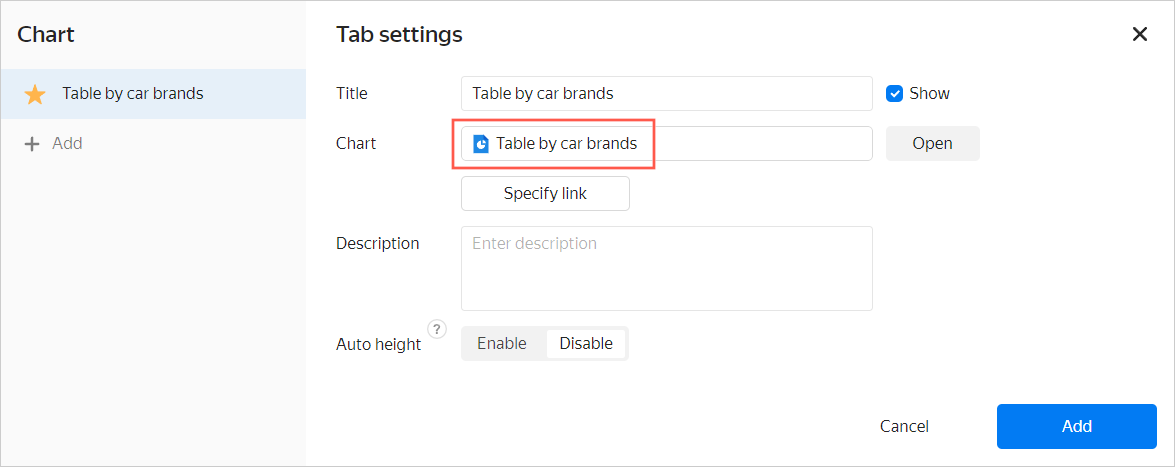 Chart
Tab settings
Table by car brands
Add
Title
Table by car brands
Show
Chart
Table by car brands
Open
Specify link
Description
Enter description
Auto height
?
Enable
Disable
Cancel
Add